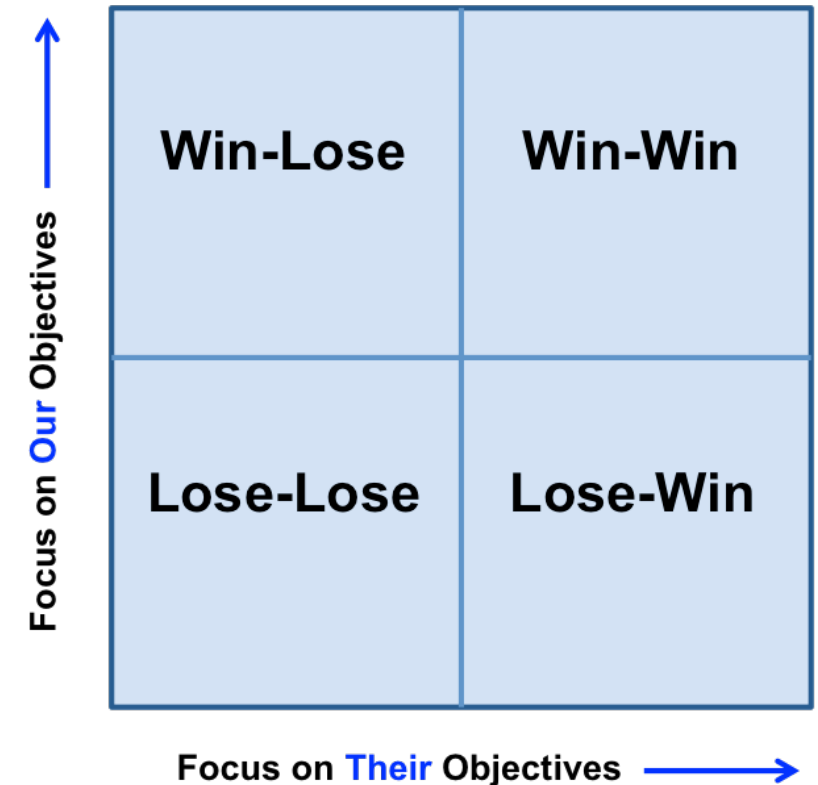 Focus on Our Objectives
Win-Lose
Win-Win
Lose-Lose
Lose-Win
Focus on Their Objectives